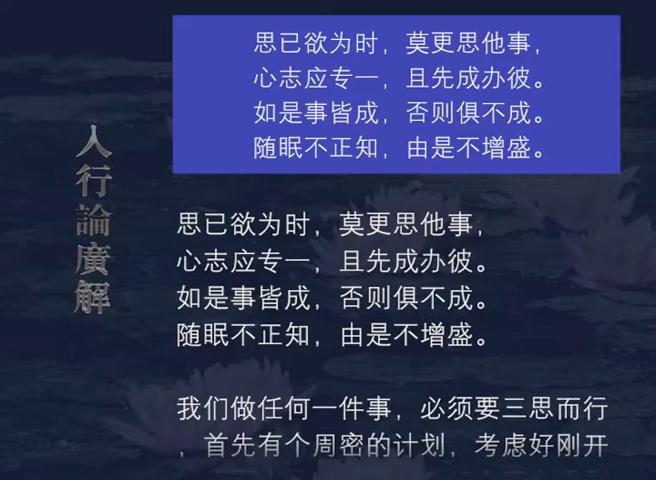 思已欲为时，莫更思他事，
心志应专一，且先成办彼。
如是事皆成，否则俱不成。
随眠不正知，由是不增盛。
入行論廣解
思已欲为时，莫更思他事，
心志应专一，且先成办彼。
如是事皆成，否则俱不成。
随眠不正知，由是不增盛。
我们做任何一件事，必须要三思而行
，首先有个周密的计划，考虑好刚开